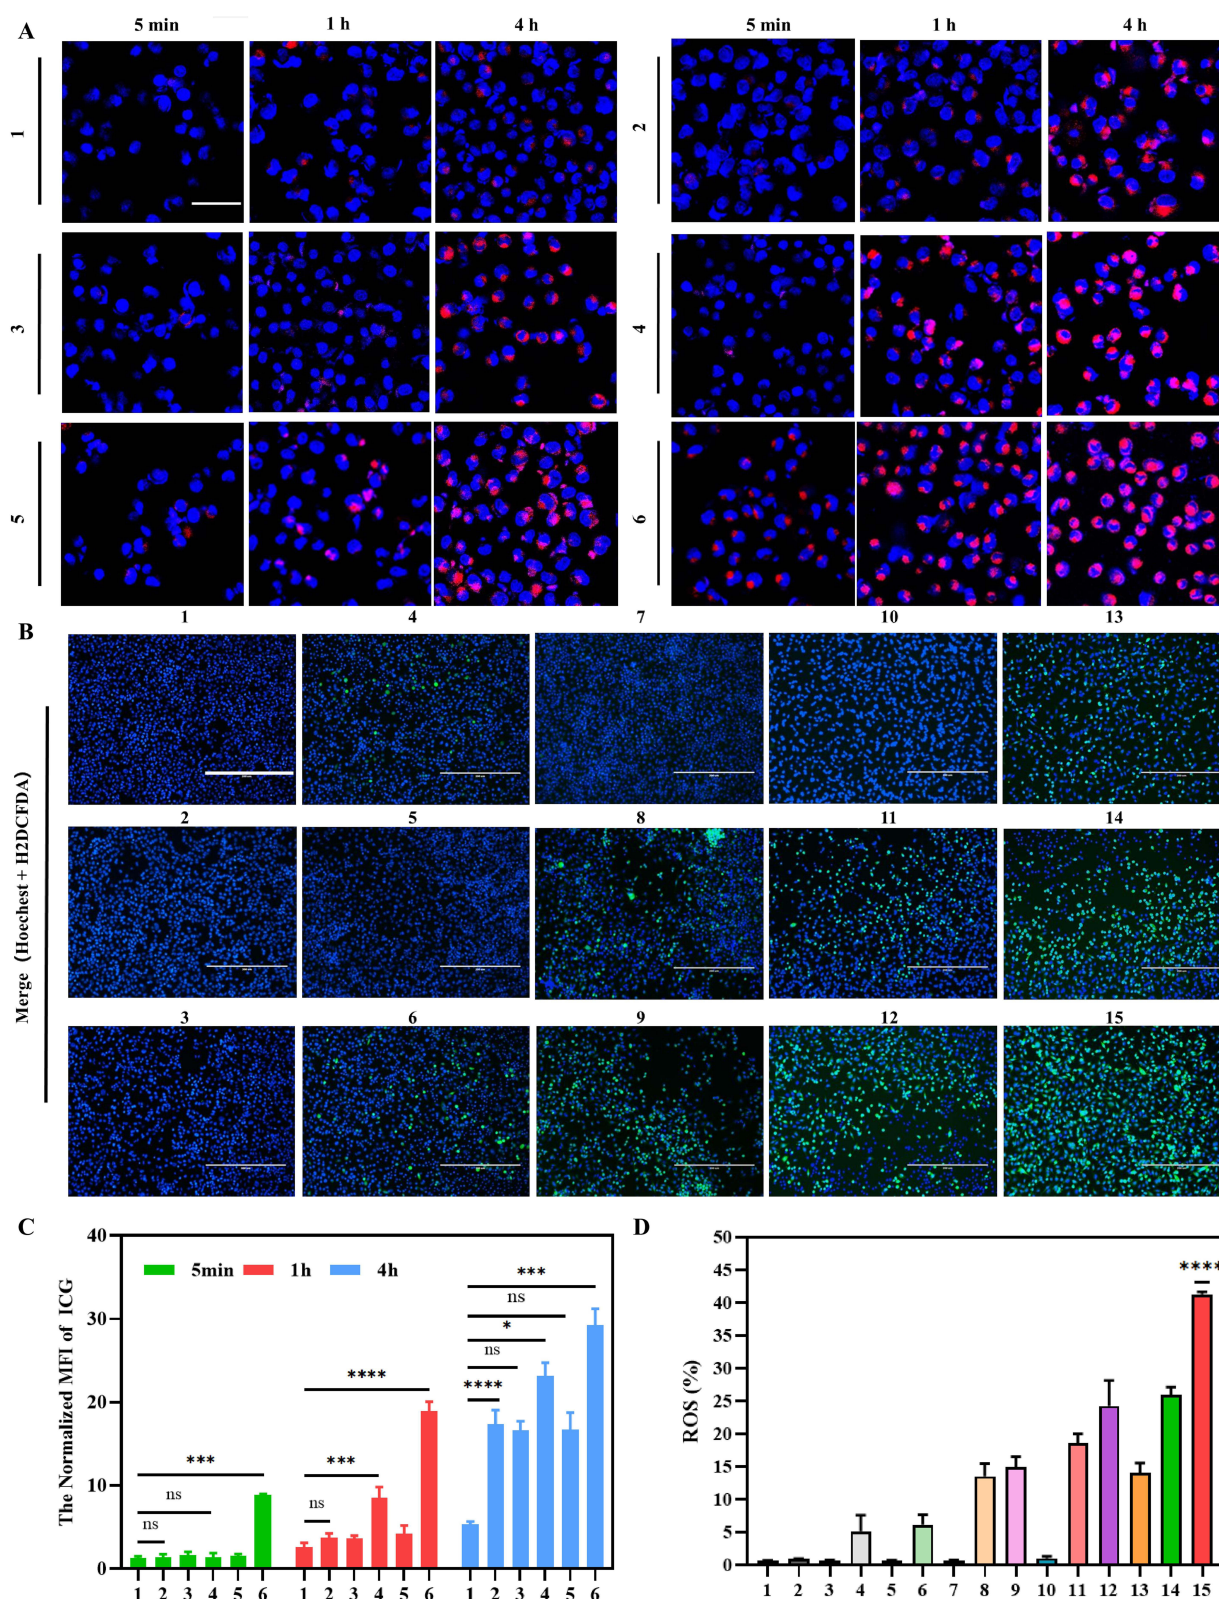 A
5 min 1 h 4 h 5 min 1 h 4 h
1 2
3 4
5 6
B
1 4 7 10 13
2 5 8 11 14
3 6 9 12 15
Merge (Hoechest + H2DCFDA)
C
The Normalized MFI of ICG
40
30
20
10
0
5min 1h 4h
ns
ns
***
ns
***
****
****
ns
*
ns
***
1 2 3 4 5 6 1 2 3 4 5 6 1 2 3 4 5 6
D
ROS (%)
50
45
40
35
30
25
20
15
10
5
0
****
1 2 3 4 5 6 7 8 9 10 11 12 13 14 15